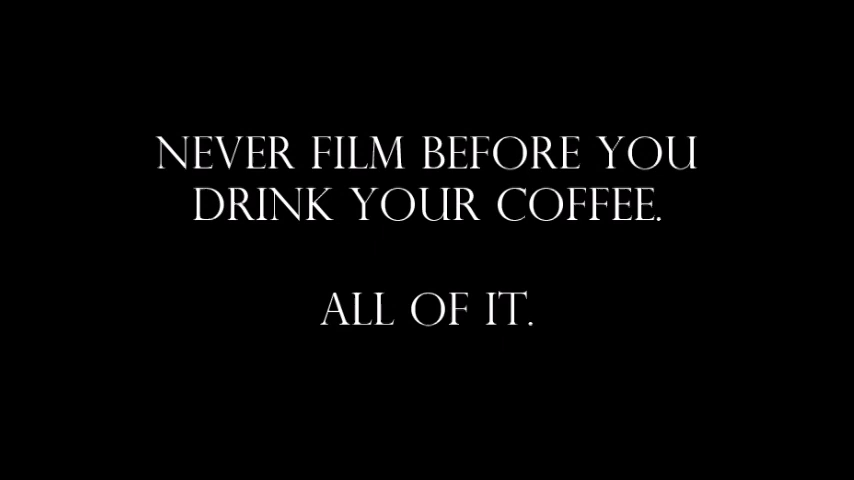 NEVER FILM BEFORE YOU
DRINK YOUR COFFEE.
ALL OF IT.